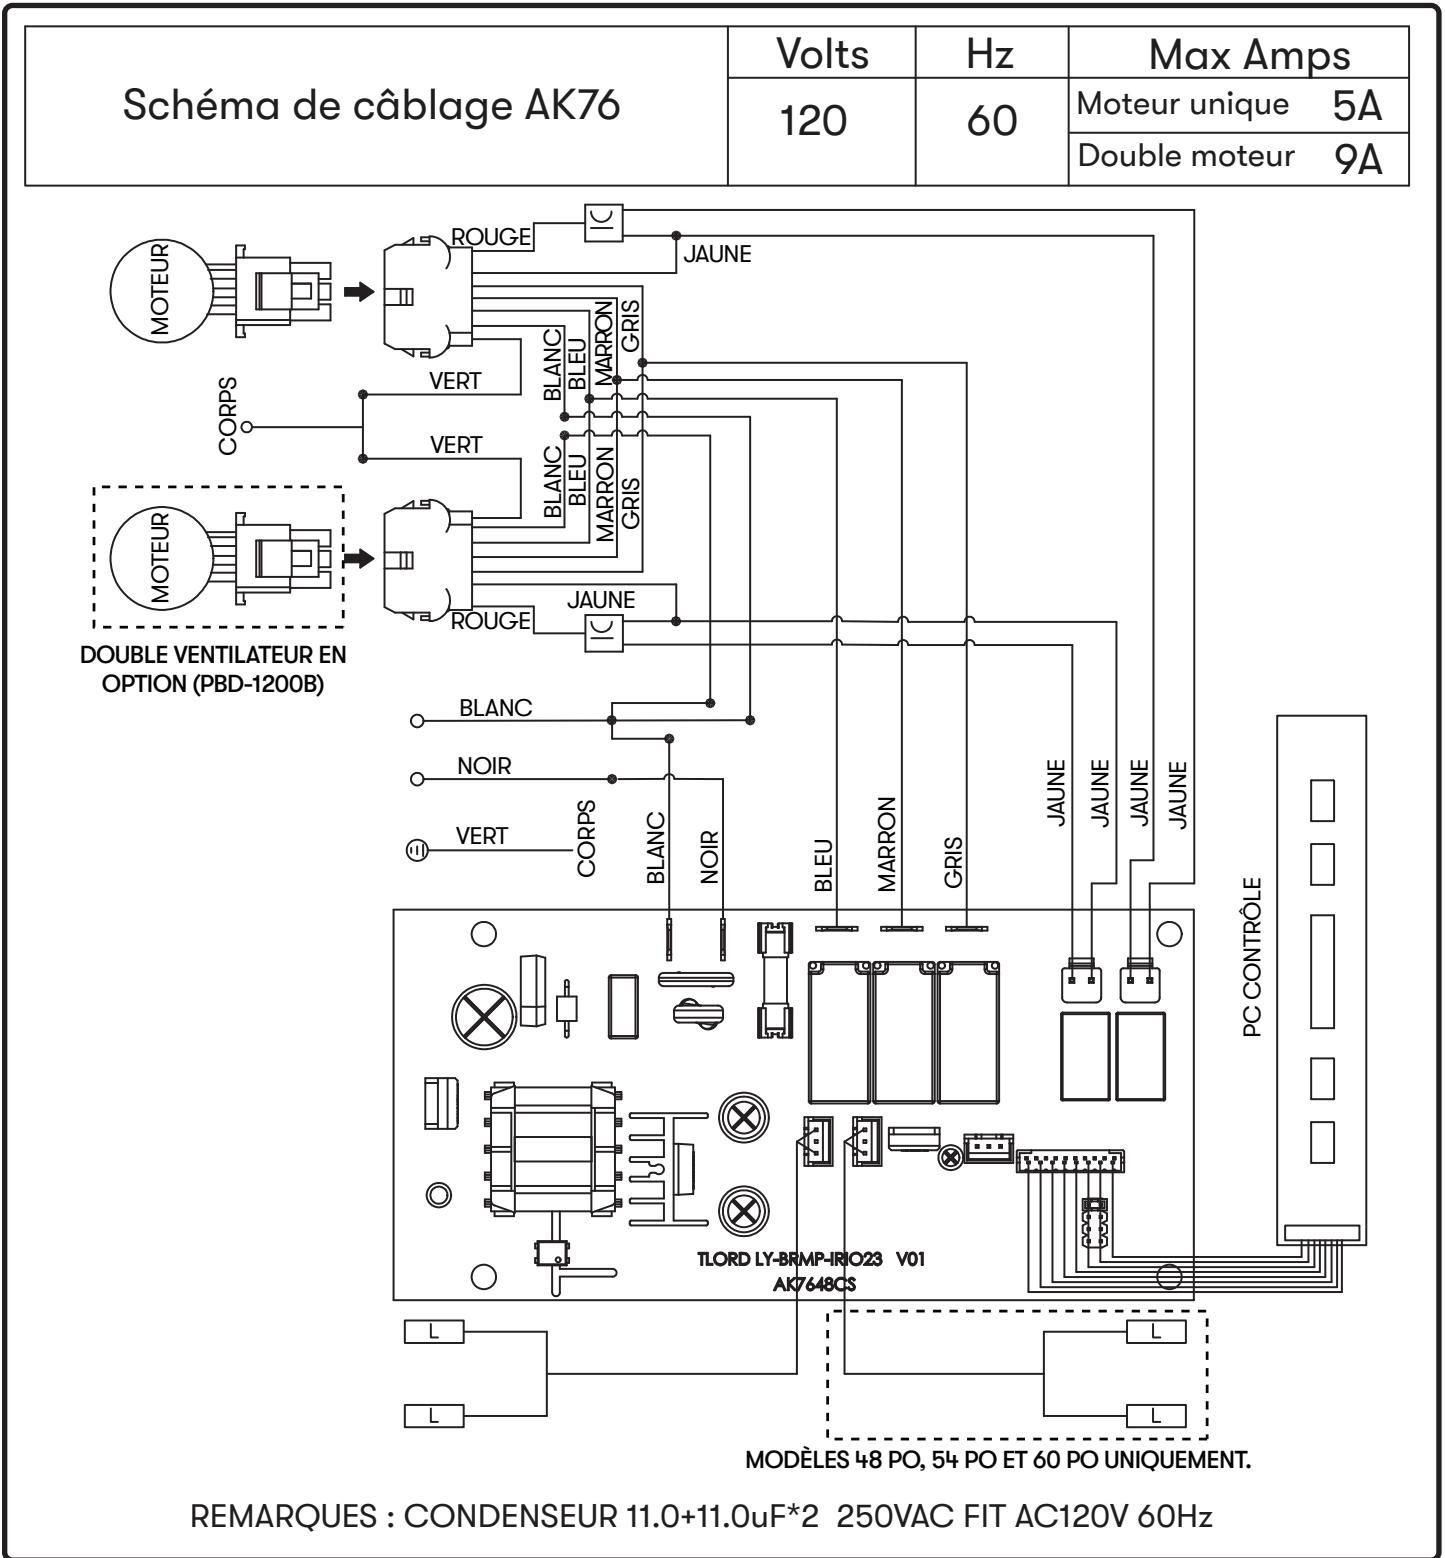 Schéma de câblage AK76
Volts
Hz
Max Amps
120
60
Moteur unique 5A
Double moteur 9A
ROUGE
JAUNE
MOTEUR
BLANC
BLEU
MARRON
GRIS
VERT
CORPS
VERT
BLANC
BLEU
MARRON
GRIS
MOTEUR
JAUNE
ROUGE
DOUBLE VENTILATEUR EN
OPTION (PBD-1200B)
BLANC
NOIR
VERT
CORPS
BLANC
NOIR
BLEU
MARRON
GRIS
JAUNE
JAUNE
JAUNE
JAUNE
PC CONTRÔLE
TLORD LY-BRMP-IRIO23 V01
AK7648CS
L
L
L
L
MODÈLES 48 PO, 54 PO ET 60 PO UNIQUEMENT.
REMARQUES : CONDENSEUR 11.0+11.0uF*2 250VAC FIT AC120V 60Hz